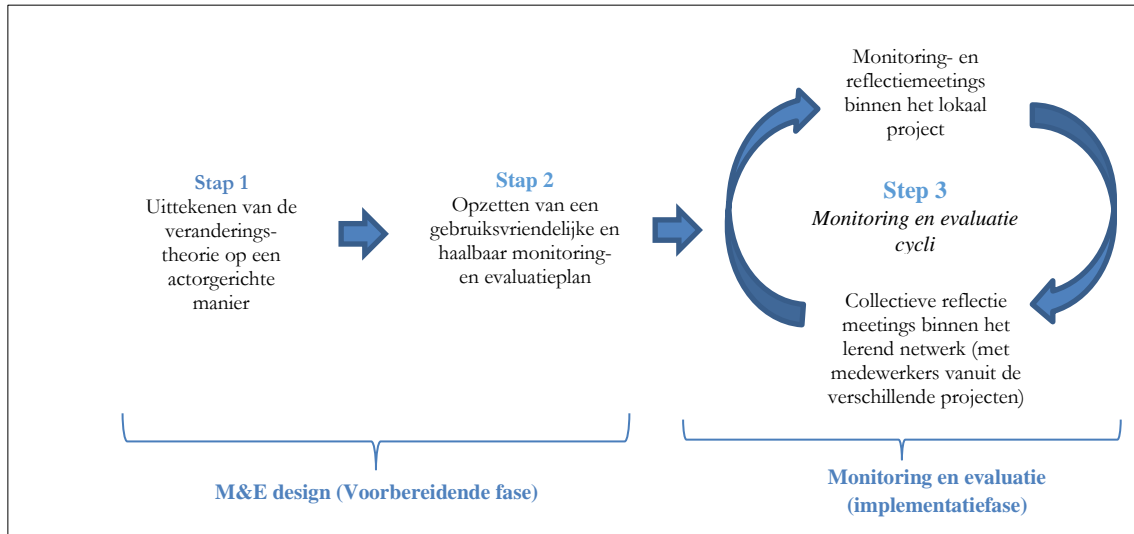 Stap 1
Uittekenen van de
veranderings-
theorie op een
actorgerichte
manier
Stap 2
Opzetten van een
gebruiksvriendelijke en
haalbaar monitoring-
en evaluatieplan
Monitoring- en
reflectiemeetings
binnen het lokaal
project
Step 3
Monitoring en evaluatie
cycli
Collectieve reflectie
meetings binnen het
lerend netwerk (met
medewerkers vanuit de
verschillende projecten)
M&E design (Voorbereidende fase)
Monitoring en evaluatie
(implementatiefase)